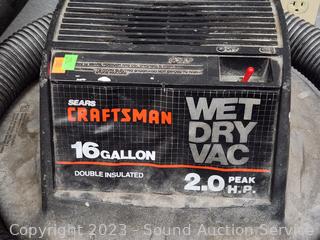 SEARS
CRAFTSMAN
16 GALLON
DOUBLE INSULATED
WET
DRY
VAC
2.0 PEAK
H.P.
Copyright 2023 - Sound Auction Service